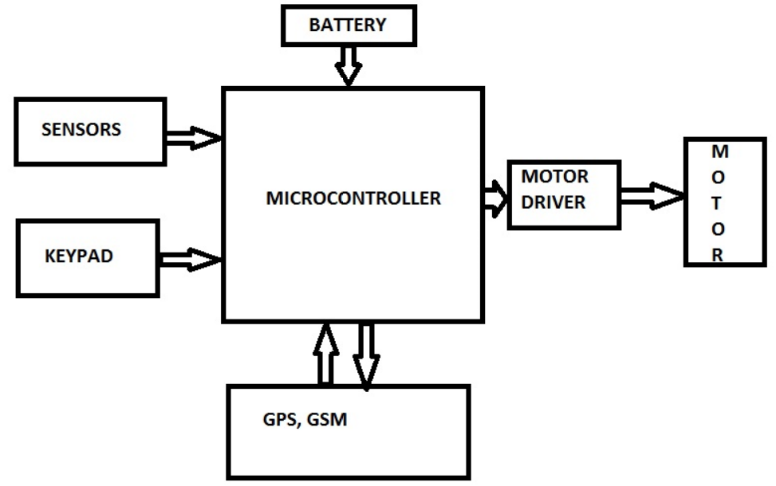 BATTERY
SENSORS
MICROCONTROLLER
MOTOR
DRIVER
M
O
T
O
R
KEYPAD
GPS, GSM